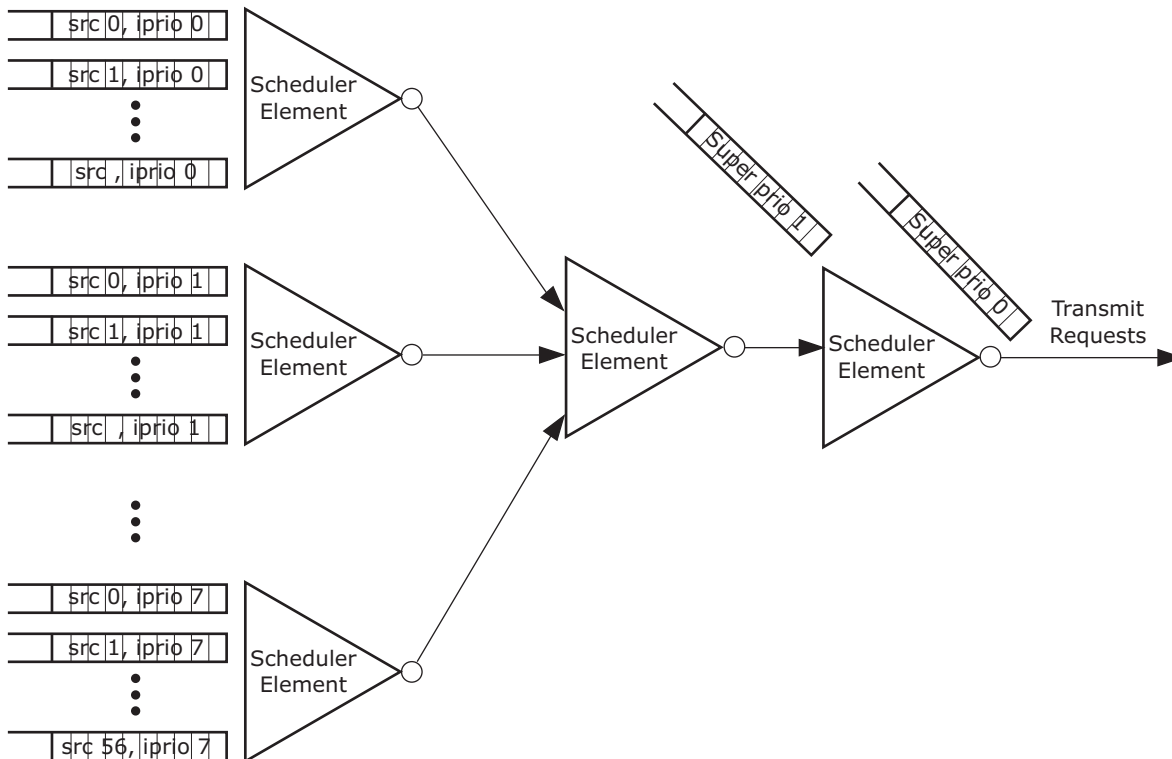 src 0, iprio 0
src 1, iprio 0
src , iprio 0
Scheduler
Element
src 0, iprio 1
src 1, iprio 1
src , iprio 1
Scheduler
Element
src 0, iprio 7
src 1, iprio 7
src 56, iprio 7
Scheduler
Element
Scheduler
Element
Super prio 1
Scheduler
Element
Super prio 0
Transmit
Requests